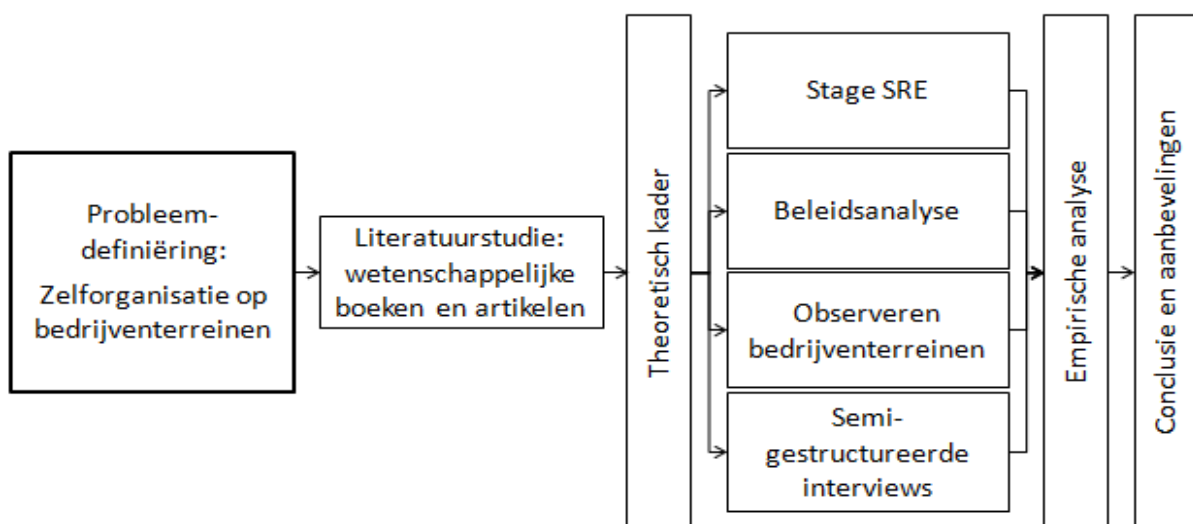 Probleem-
definiëring:
Zelforganisatie op
bedrijventerreinen
Literatuurstudie:
wetenschappelijke
boeken en artikelen
Theoretisch kader
Stage SRE
Beleidsanalyse
Observeren
bedrijventerreinen
Semi-
gestructureerde
interviews
Empirische analyse
Conclusie en aanbevelingen